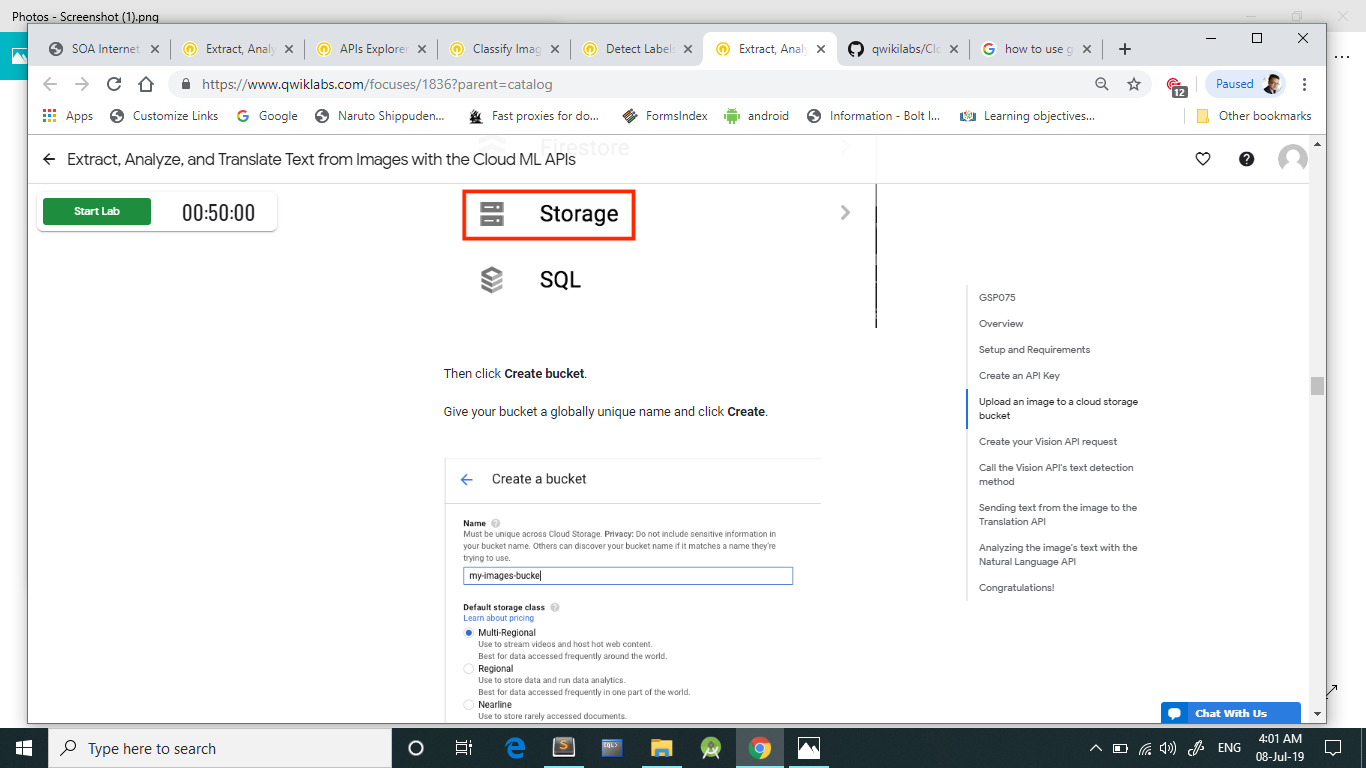 Photos - Screenshot (1).png
SOA Internet
Extract, Analy
APIs Explorer
Classify Imag
Detect Labels
Extract, Analy
qwikilabs/Clo
how to use g
https://www.qwiklabs.com/focuses/1836?parent=catalog
12
Paused
Apps
Customize Links
Google
Naruto Shippuden...
Fast proxies for do...
FormsIndex
android
Information - Bolt I...
Learning objectives...
Other bookmarks
Extract, Analyze, and Translate Text from Images with the Cloud ML APIs
Firestore
Start Lab
00:50:00
Storage
SQL
Then click Create bucket.
Give your bucket a globally unique name and click Create.
Create a bucket
Name
Must be unique across Cloud Storage. Privacy: Do not include sensitive information in
your bucket name. Others can discover your bucket name if it matches a name they're
trying to use.
my-images-bucke
Default storage class
Learn about pricing
Multi-Regional
Use to stream videos and host hot web content.
Best for data accessed frequently around the world.
Regional
Use to store data and run data analytics.
Best for data accessed frequently in one part of the world.
Nearline
Use to store rarely accessed documents.
GSP075
Overview
Setup and Requirements
Create an API Key
Upload an image to a cloud storage
bucket
Create your Vision API request
Call the Vision API's text detection
method
Sending text from the image to the
Translation API
Analyzing the image's text with the
Natural Language API
Congratulations!
Chat With Us
Type here to search
SQL>
ENG
4:01 AM
08-Jul-19